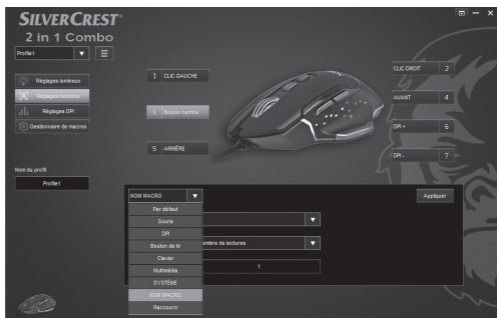 SILVERCREST®
2 in 1 Combo
Profile1
Réglages lumineux
Réglages boutons
Réglages DPI
Gestionnaire de macros
Nom du profil
Profile1
1 CLIC GAUCHE
3 Bouton central
5 ARRIÈRE
CLIC DROIT 2
AVANT 4
DPI + 6
DPI - 7
NOM MACRO
Appliquer
Par défaut
Souris
DPI
Bouton de tir
Clavier
Multimédia
SYSTÈME
NOM MACRO
Raccourci
ombre de lectures
1